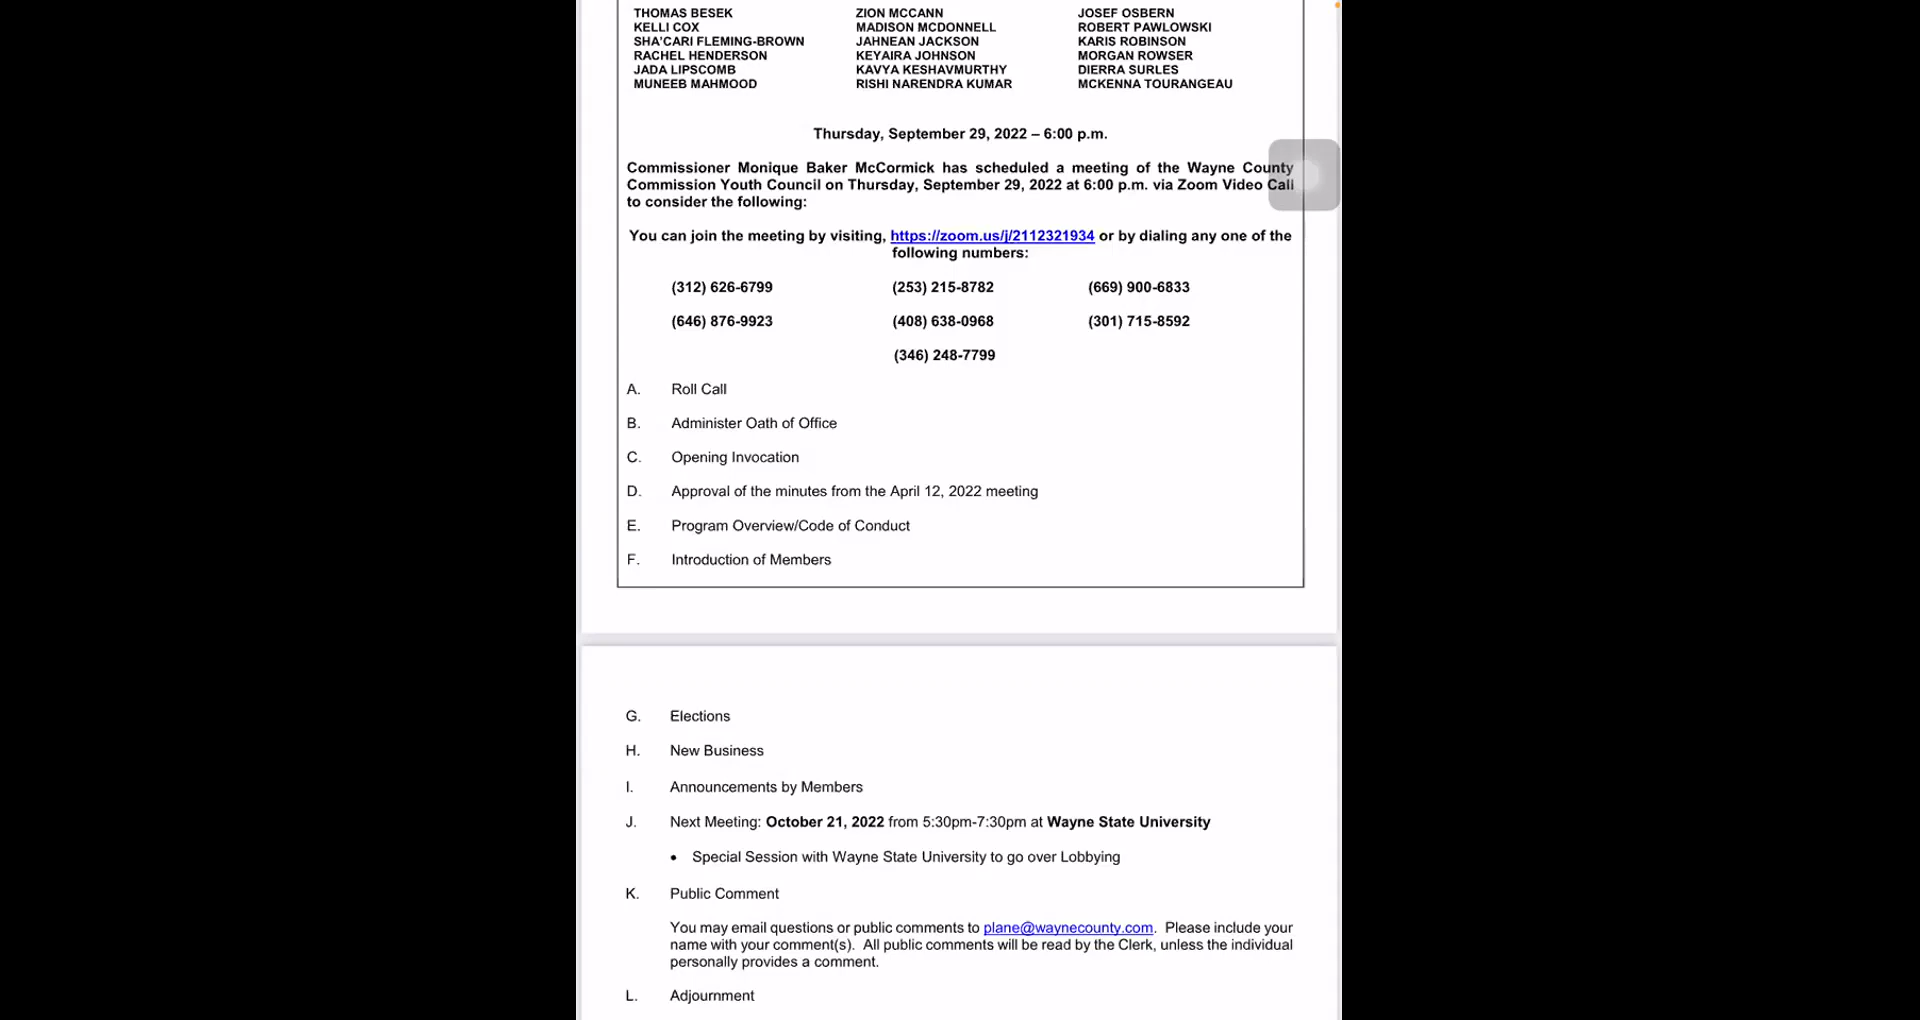 THOMAS BESEK ZION MCCANN JOSEF OSBERN
KELLI COX MADISON MCDONNELL ROBERT PAWLOWSKI
SHA'CARI FLEMING-BROWN JAHNEAN JACKSON KARIS ROBINSON
RACHEL HENDERSON KEYAIRA JOHNSON MORGAN ROWSER
JADA LIPSCOMB KAVYA KESHAVMURTHY DIERRA SURLES
MUNEEB MAHMOOD RISHI NARENDRA KUMAR MCKENNA TOURANGEAU
Thursday, September 29, 2022 – 6:00 p.m.
Commissioner Monique Baker McCormick has scheduled a meeting of the Wayne County
Commission Youth Council on Thursday, September 29, 2022 at 6:00 p.m. via Zoom Video Call
to consider the following:
You can join the meeting by visiting, https://zoom.us/j/2112321934 or by dialing any one of the
following numbers:
(312) 626-6799 (253) 215-8782 (669) 900-6833
(646) 876-9923 (408) 638-0968 (301) 715-8592
(346) 248-7799
A. Roll Call
B. Administer Oath of Office
C. Opening Invocation
D. Approval of the minutes from the April 12, 2022 meeting
E. Program Overview/Code of Conduct
F. Introduction of Members
G. Elections
H. New Business
I. Announcements by Members
J. Next Meeting: October 21, 2022 from 5:30pm-7:30pm at Wayne State University
• Special Session with Wayne State University to go over Lobbying
K. Public Comment
You may email questions or public comments to plane@waynecounty.com. Please include your
name with your comment(s). All public comments will be read by the Clerk, unless the individual
personally provides a comment.
L. Adjournment